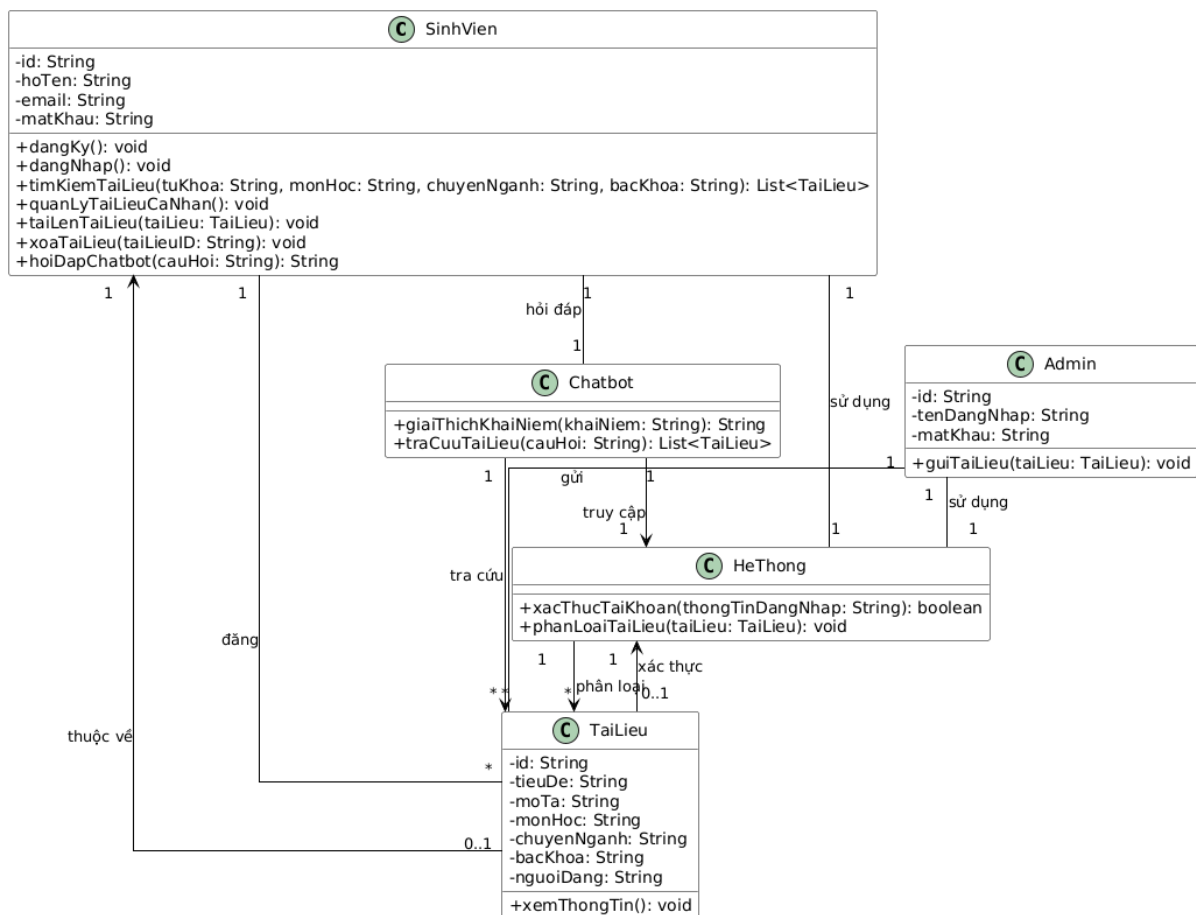 C SinhVien
-id: String
-hoTen: String
-email: String
-matKhau: String
+dangKy(): void
+dangNhap(): void
+timKiemTaiLieu(tuKhoa: String, monHoc: String, chuyenNganh: String, bacKhoa: String): List<TaiLieu>
+quanLyTaiLieuCaNhan(): void
+taiLenTaiLieu(taiLieu: TaiLieu): void
+xoaTaiLieu(taiLieuID: String): void
+hoiDapChatbot(cauHoi: String): String
1
1
1
1
hỏi đáp
1
C Chatbot
+giaiThichKhaiNiem(khaiNiem: String): String
+traCuuTaiLieu(cauHoi: String): List<TaiLieu>
C Admin
-id: String
-tenDangNhap: String
-matKhau: String
+guiTaiLieu(taiLieu: TaiLieu): void
sử dụng
1
gửi
1
1
1
sử dụng
truy cập
1
1
1
C HeThong
+xacThucTaiKhoan(thongTinDangNhap: String): boolean
+phanLoaiTaiLieu(taiLieu: TaiLieu): void
tra cứu
đăng
1
1
xác thực
*
*
*
phân loại
0..1
thuộc về
*
0..1
C TaiLieu
-id: String
-tieuDe: String
-moTa: String
-monHoc: String
-chuyenNganh: String
-bacKhoa: String
-nguoiDang: String
+xemThongTin(): void